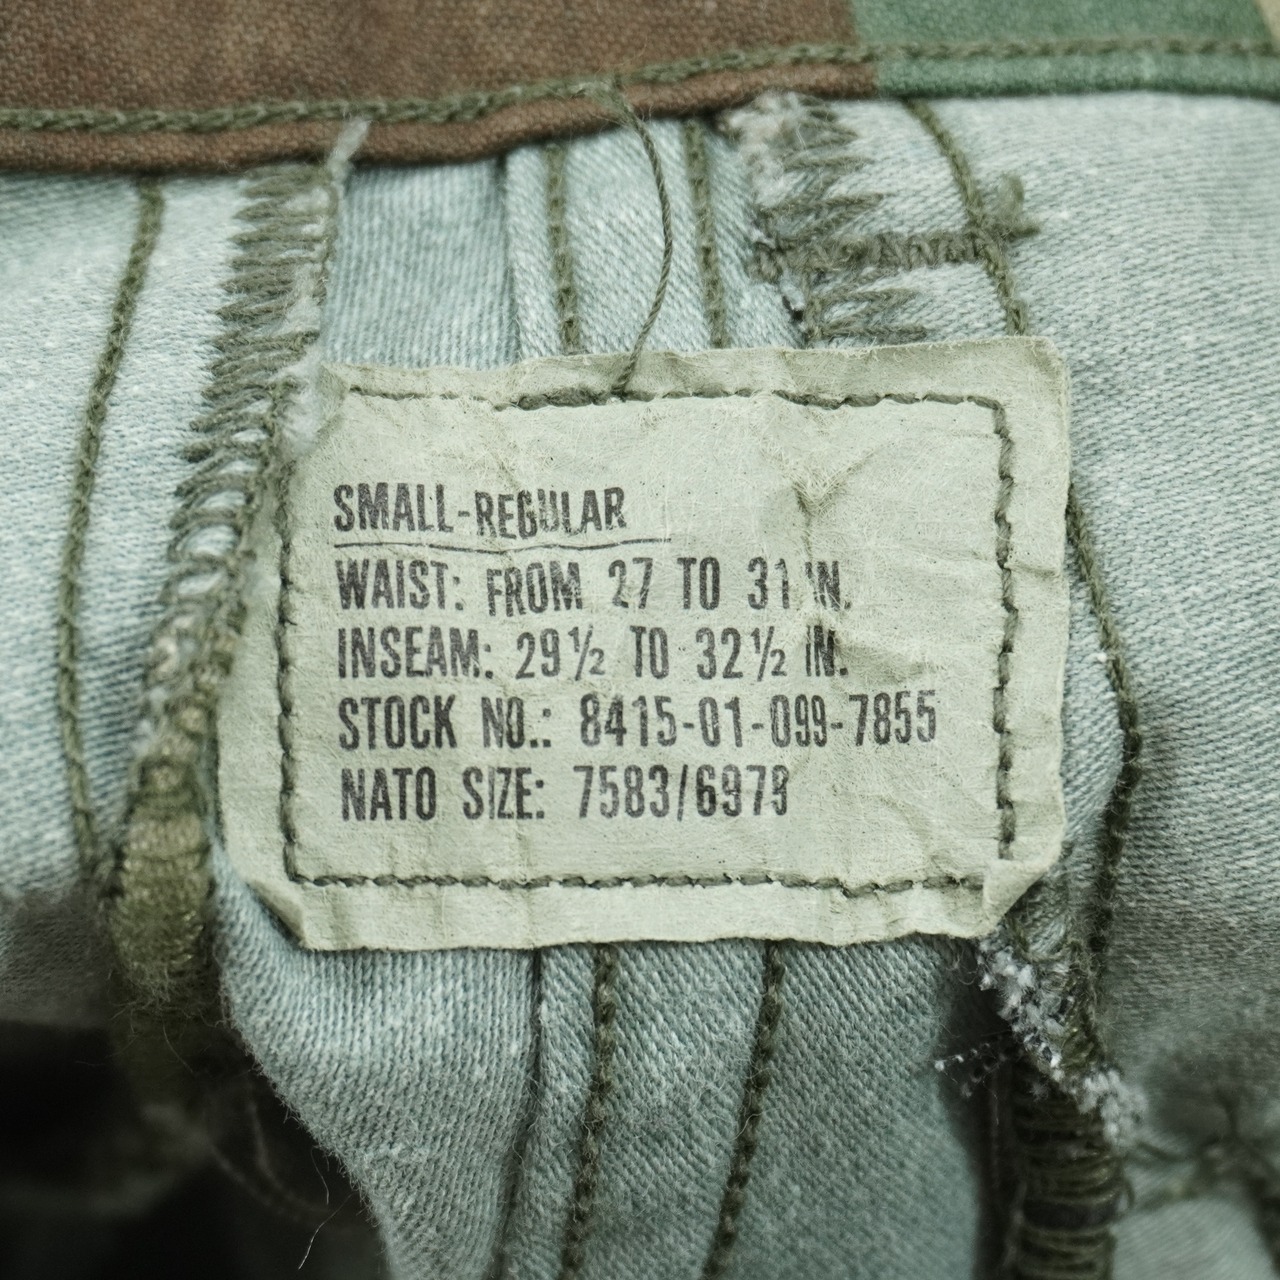 SMALL-REGULAR
WAIST: FROM 27 TO 31 IN.
INSEAM: 29½ TO 32½ IN.
STOCK NO.: 8415-01-099-7855
NATO SIZE: 7583/6979